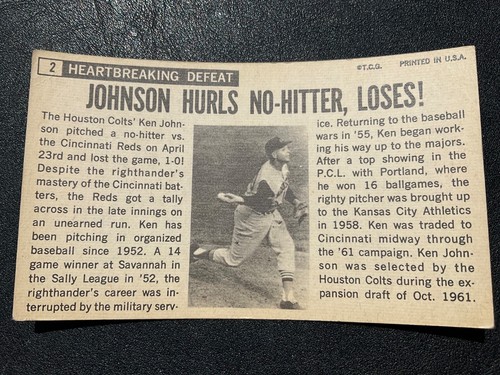 2 HEARTBREAKING DEFEAT
©T.C.G. PRINTED IN U.S.A.
JOHNSON HURLS NO-HITTER, LOSES!
The Houston Colts' Ken John-
son pitched a no-hitter vs.
the Cincinnati Reds on April
23rd and lost the game, 1-0!
Despite the righthander's
mastery of the Cincinnati bat-
ters, the Reds got a tally
across in the late innings on
an unearned run. Ken has
been pitching in organized
baseball since 1952. A 14
game winner at Savannah in
the Sally League in '52, the
righthander's career was in-
terrupted by the military serv-
ice. Returning to the baseball
wars in '55, Ken began work-
ing his way up to the majors.
After a top showing in the
P.C.L. with Portland, where
he won 16 ballgames, the
righty pitcher was brought up
to the Kansas City Athletics
in 1958. Ken was traded to
Cincinnati midway through
the '61 campaign. Ken John-
son was selected by the
Houston Colts during the ex-
pansion draft of Oct. 1961.